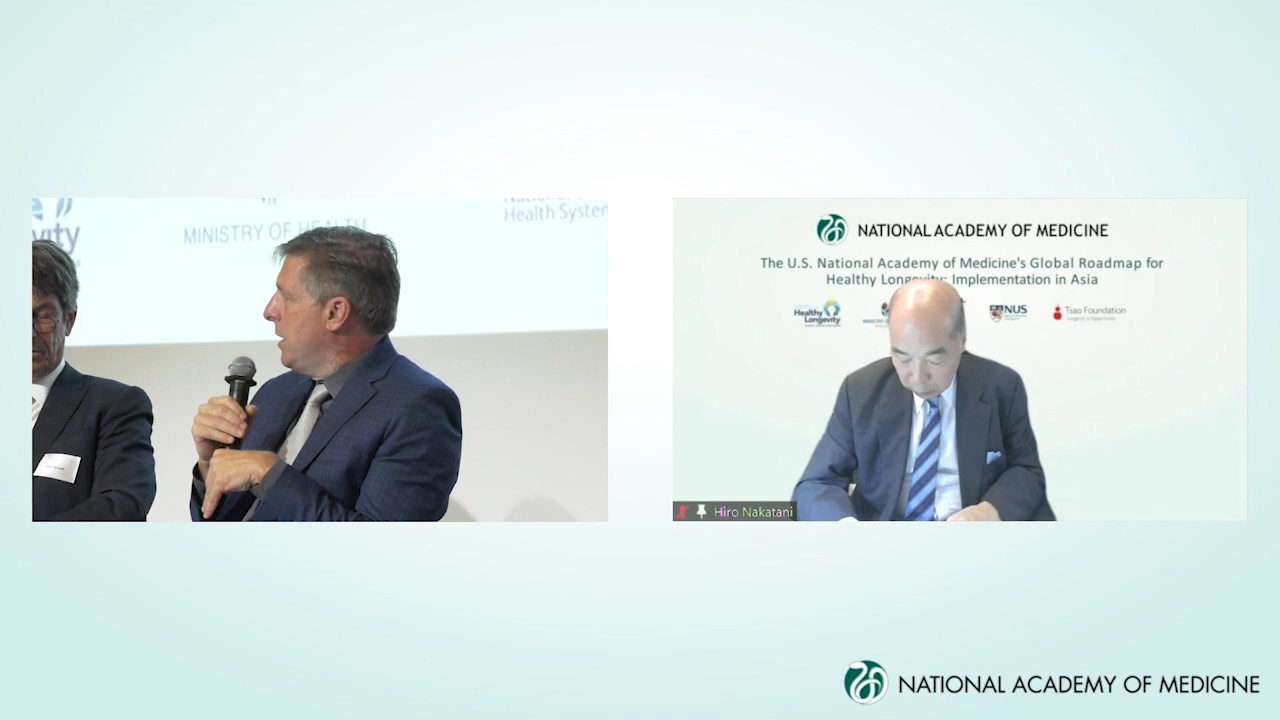 vity
MINISTRY OF HEALTH
Health System
NATIONAL ACADEMY OF MEDICINE
The U.S. National Academy of Medicine's Global Roadmap for
Healthy Longevity: Implementation in Asia
Healthy
Longevity
NUS
Tsao Foundation
Hiro Nakatani
NATIONAL ACADEMY OF MEDICINE